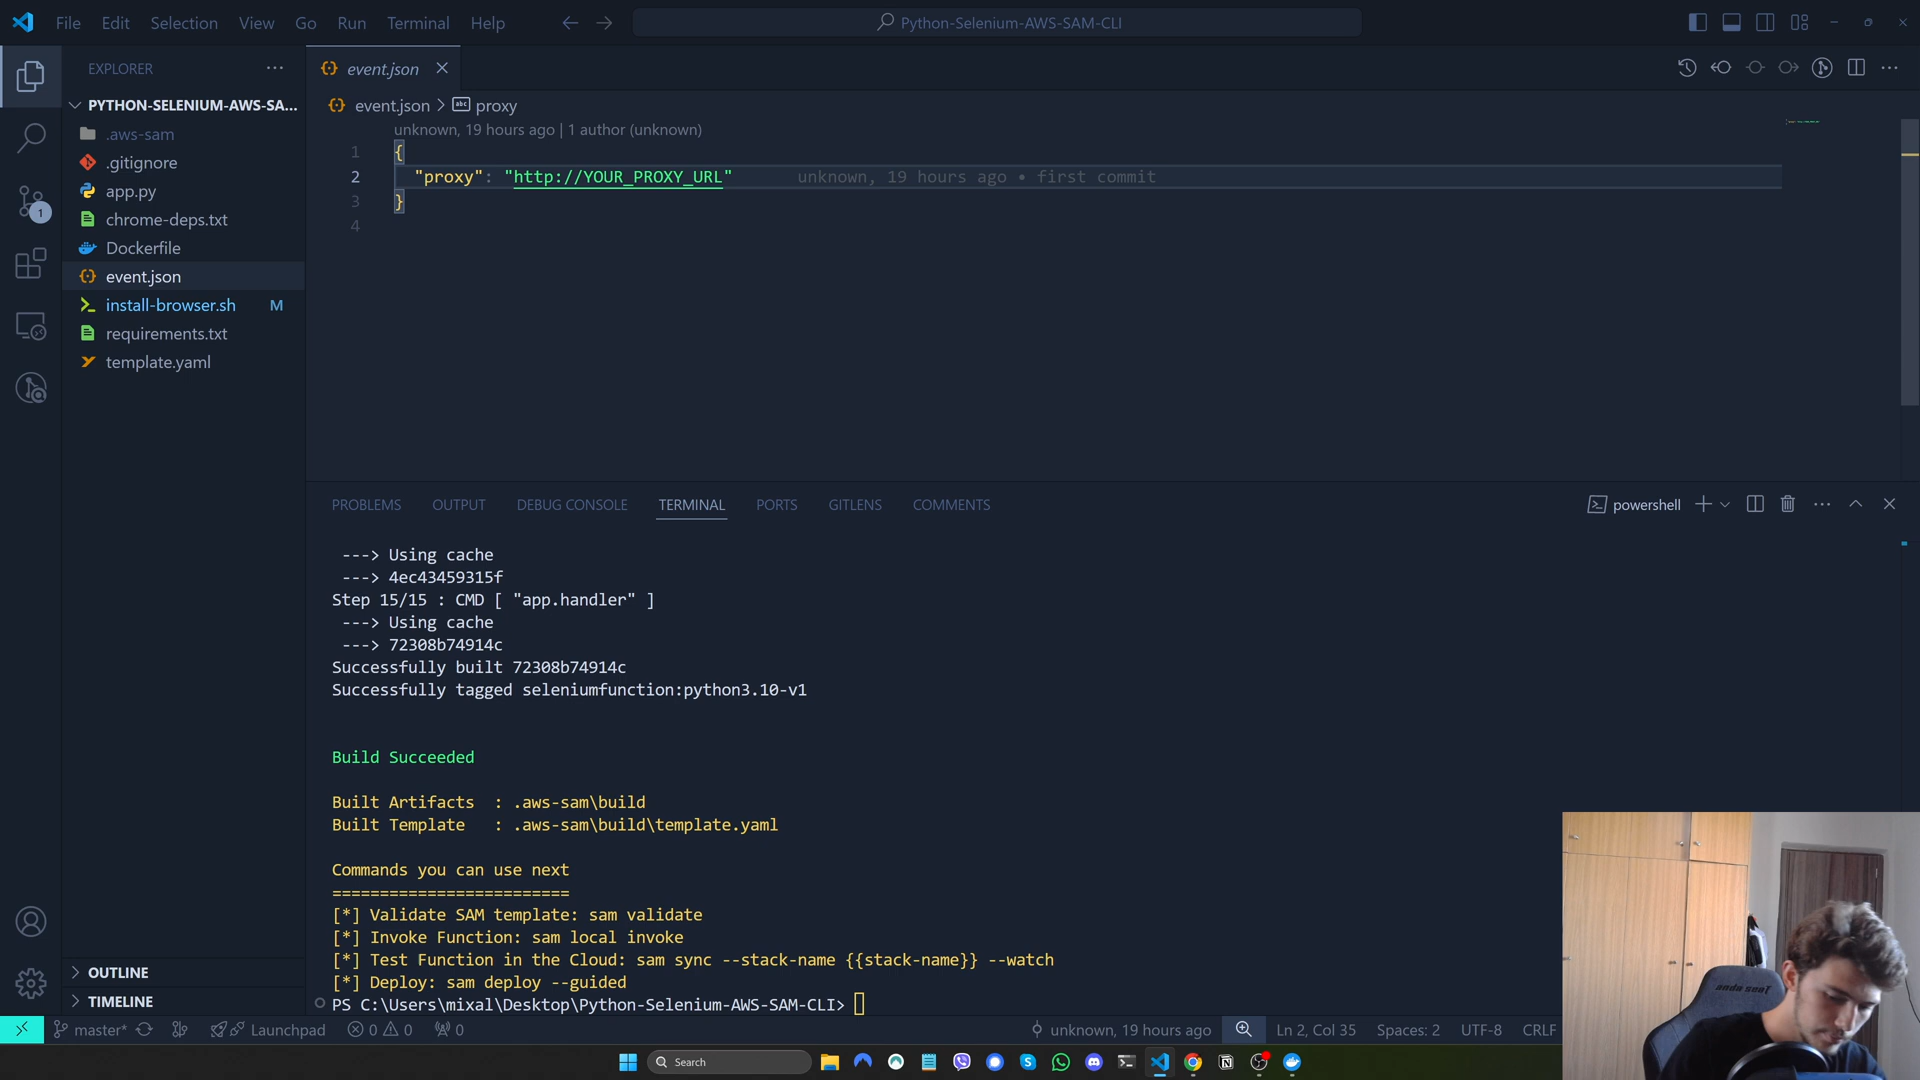 File Edit Selection View Go Run Terminal Help
Python-Selenium-AWS-SAM-CLI
EXPLORER
PYTHON-SELENIUM-AWS-SA...
.aws-sam
.gitignore
app.py
chrome-deps.txt
Dockerfile
event.json
install-browser.sh M
requirements.txt
template.yaml
OUTLINE
TIMELINE
1
event.json
event.json > proxy
unknown, 19 hours ago | 1 author (unknown)
1 {
2 "proxy": "http://YOUR_PROXY_URL" unknown, 19 hours ago • first commit
3 }
4
PROBLEMS OUTPUT DEBUG CONSOLE TERMINAL PORTS GITLENS COMMENTS
powershell
---> Using cache
---> 4ec43459315f
Step 15/15 : CMD [ "app.handler" ]
---> Using cache
---> 72308b74914c
Successfully built 72308b74914c
Successfully tagged seleniumfunction:python3.10-v1
Build Succeeded
Built Artifacts : .aws-sam\build
Built Template : .aws-sam\build\template.yaml
Commands you can use next
=========================
[*] Validate SAM template: sam validate
[*] Invoke Function: sam local invoke
[*] Test Function in the Cloud: sam sync --stack-name {{stack-name}} --watch
[*] Deploy: sam deploy --guided
PS C:\Users\mixal\Desktop\Python-Selenium-AWS-SAM-CLI>
anda seaT
master* Launchpad 0 0 0 unknown, 19 hours ago Ln 2, Col 35 Spaces: 2 UTF-8 CRLF
Search